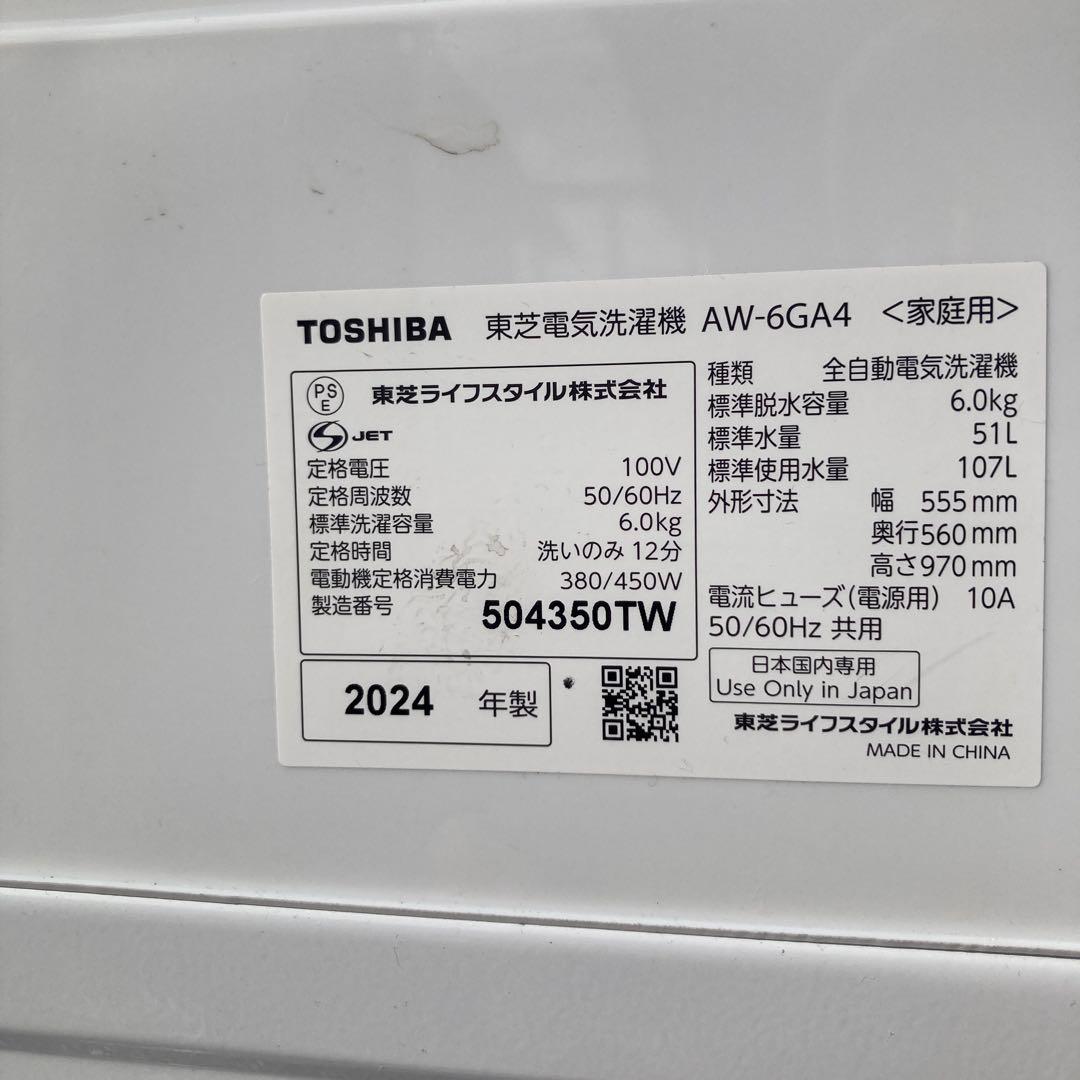 TOSHIBA 東芝電気洗濯機 AW-6GA4 <家庭用>
PS
E
東芝ライフスタイル株式会社
S JET
定格電圧 100V
定格周波数 50/60Hz
標準洗濯容量 6.0kg
定格時間 洗いのみ 12分
電動機定格消費電力 380/450W
製造番号 504350TW
2024 年製
種類 全自動電気洗濯機
標準脱水容量 6.0kg
標準水量 51L
標準使用水量 107L
外形寸法 幅 555mm
奥行560mm
高さ970mm
電流ヒューズ(電源用) 10A
50/60Hz 共用
日本国内専用
Use Only in Japan
東芝ライフスタイル株式会社
MADE IN CHINA